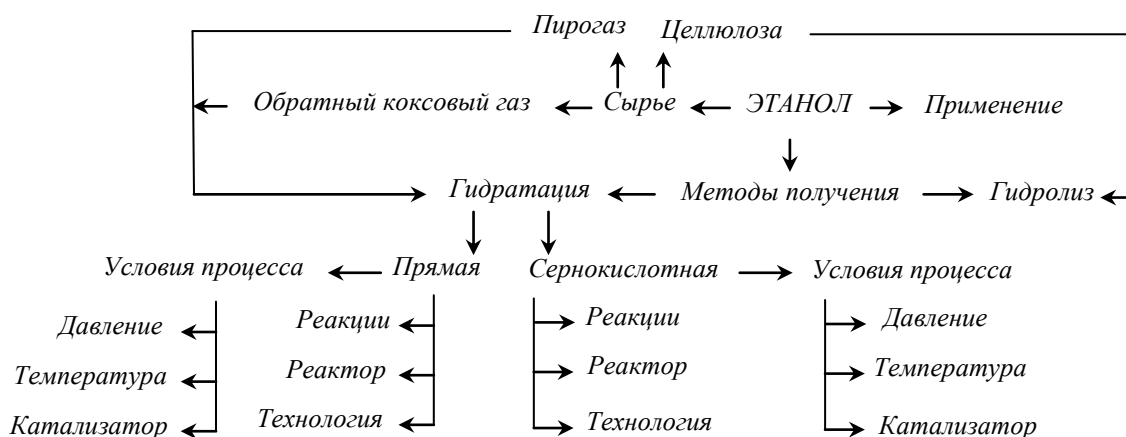 Пирогаз Целлюлоза
Обратный коксовый газ Сырье ЭТАНОЛ Применение
Гидратация Методы получения Гидролиз
Условия процесса Прямая Сернокислотная Условия процесса
Давление Реакции Реакции Давление
Температура Реактор Реактор Температура
Катализатор Технология Технология Катализатор